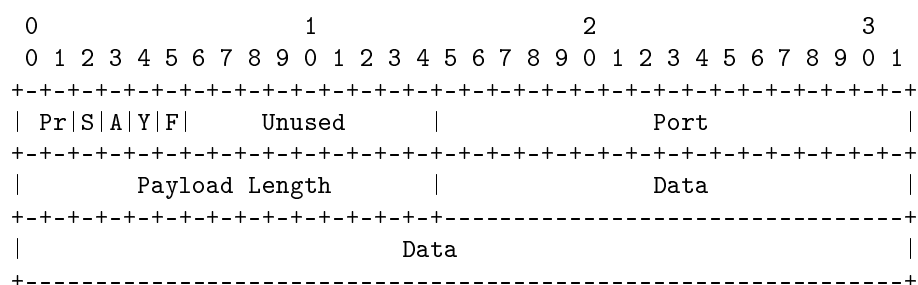 0                   1                   2                   3
 0 1 2 3 4 5 6 7 8 9 0 1 2 3 4 5 6 7 8 9 0 1 2 3 4 5 6 7 8 9 0 1
+-+-+-+-+-+-+-+-+-+-+-+-+-+-+-+-+-+-+-+-+-+-+-+-+-+-+-+-+-+-+-+-+
| Pr|S|A|Y|F|     Unused      |               Port              |
+-+-+-+-+-+-+-+-+-+-+-+-+-+-+-+-+-+-+-+-+-+-+-+-+-+-+-+-+-+-+-+-+
|        Payload Length       |               Data              |
+-+-+-+-+-+-+-+-+-+-+-+-+-+-+-+---------------------------------+
|                           Data                                |
+---------------------------------------------------------------+